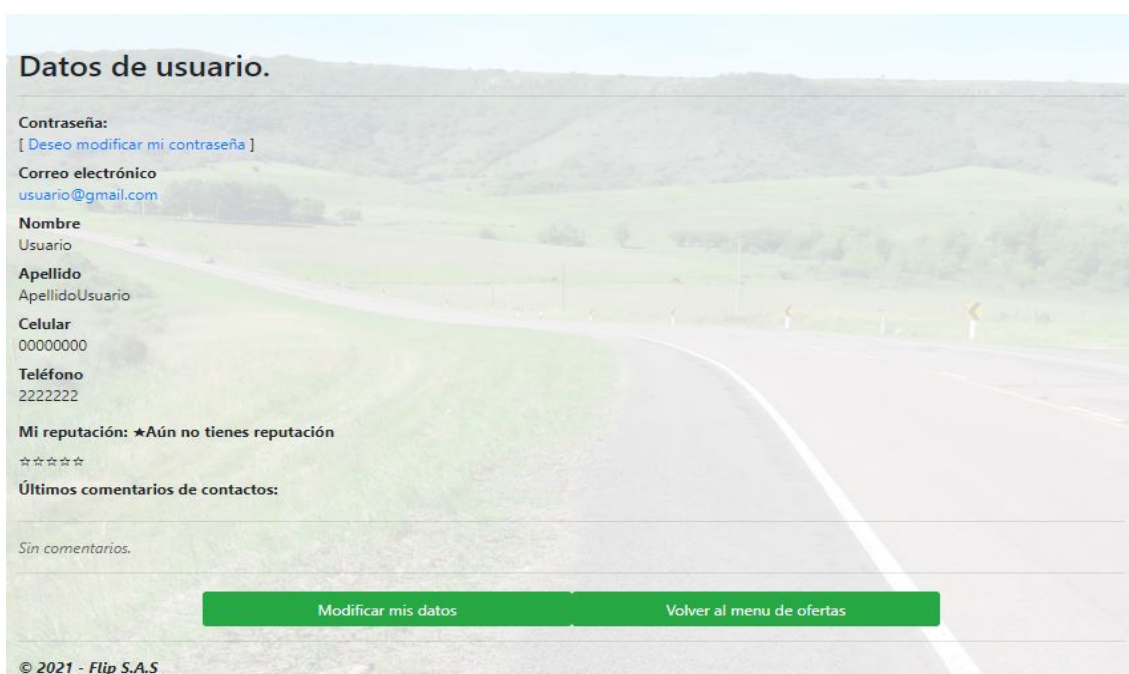 Datos de usuario.
Contraseña:
[ Deseo modificar mi contraseña ]
Correo electrónico
usuario@gmail.com
Nombre
Usuario
Apellido
ApellidoUsuario
Celular
00000000
Teléfono
2222222
Mi reputación: ★Aún no tienes reputación
☆☆☆☆☆
Últimos comentarios de contactos:
Sin comentarios.
Modificar mis datos Volver al menu de ofertas
© 2021 - Flip S.A.S